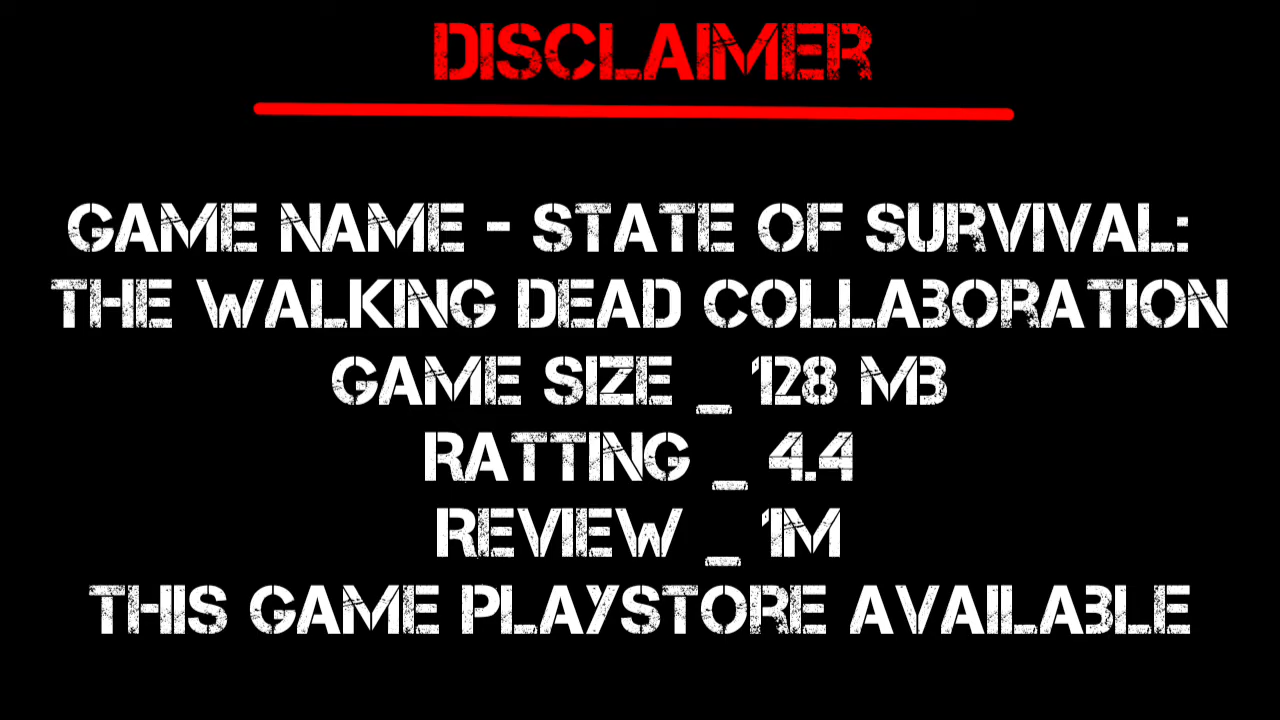 DISCLAIMER
GAME NAME - STATE OF SURVIVAL:
THE WALKING DEAD COLLABORATION
GAME SIZE _ 128 MB
RATTING _ 4.4
REVIEW _ 1M
THIS GAME PLAYSTORE AVAILABLE